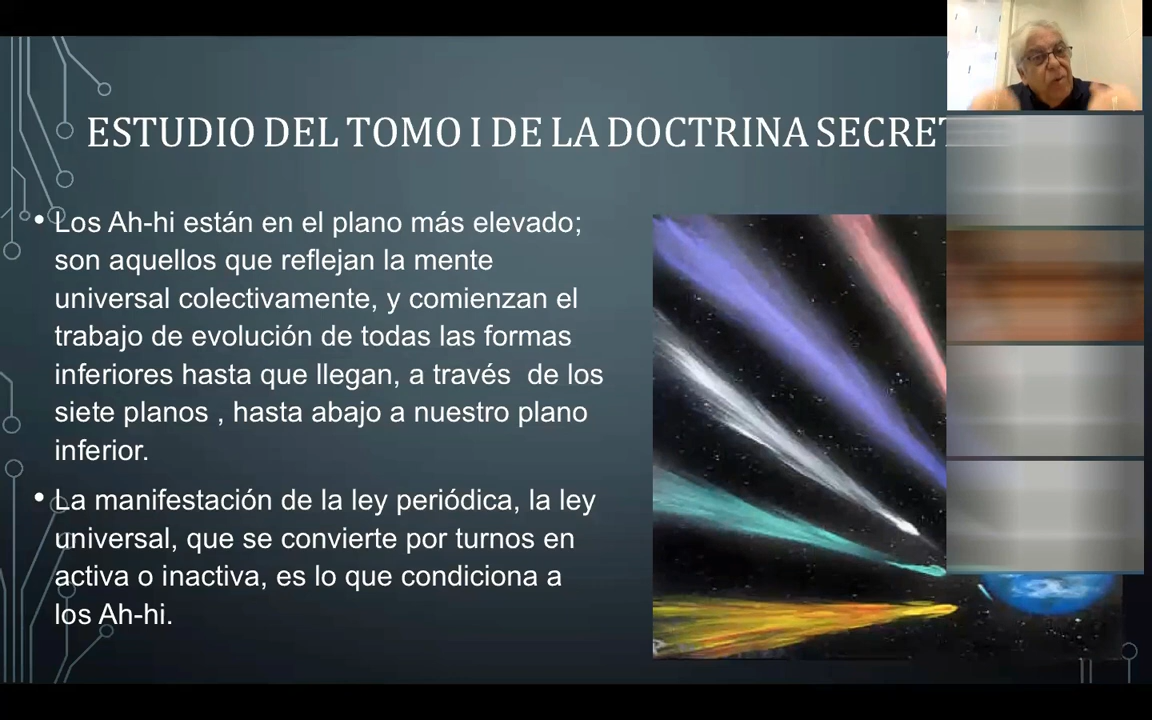 ESTUDIO DEL TOMO I DE LA DOCTRINA
• Los Ah-hi están en el plano más elevado;
son aquellos que reflejan la mente
universal colectivamente, y comienzan el
trabajo de evolución de todas las formas
inferiores hasta que llegan, a través  de los
siete planos , hasta abajo a nuestro plano
inferior.
• La manifestación de la ley periódica, la ley
universal, que se convierte por turnos en
activa o inactiva, es lo que condiciona a
los Ah-hi.